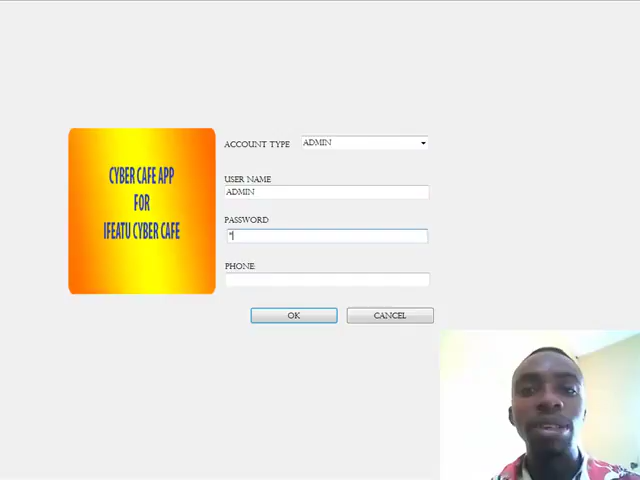 CYBER CAFE APP
FOR
IFEATU CYBER CAFE
ACCOUNT TYPE
ADMIN
USER NAME
ADMIN
PASSWORD
*
PHONE:
OK
CANCEL